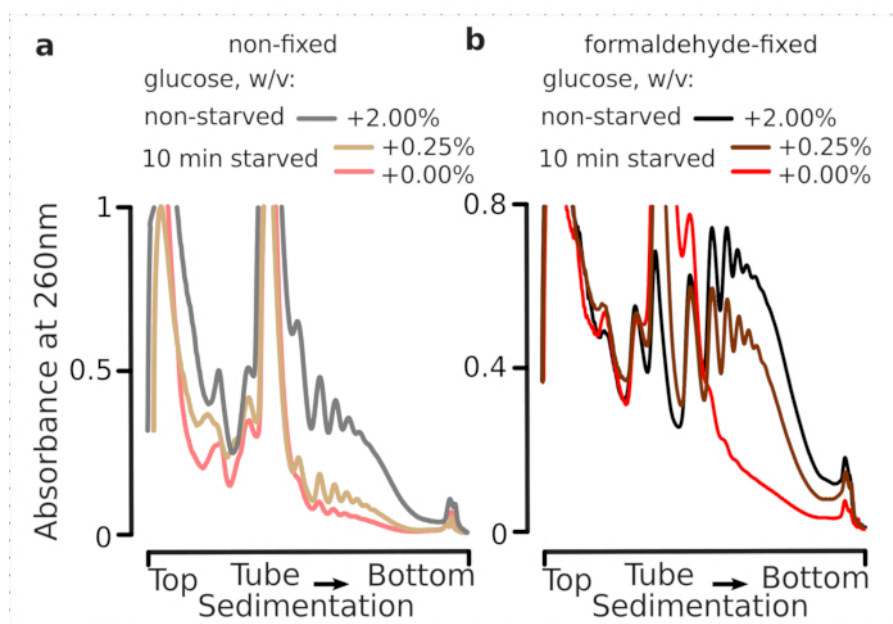 a
non-fixed
glucose, w/v:
non-starved +2.00%
10 min starved +0.25%
+0.00%
1
0.5
0
Absorbance at 260nm
Top Tube Bottom
Sedimentation
b
formaldehyde-fixed
glucose, w/v:
non-starved +2.00%
10 min starved +0.25%
+0.00%
0.8
0.4
0
Top Tube Bottom
Sedimentation